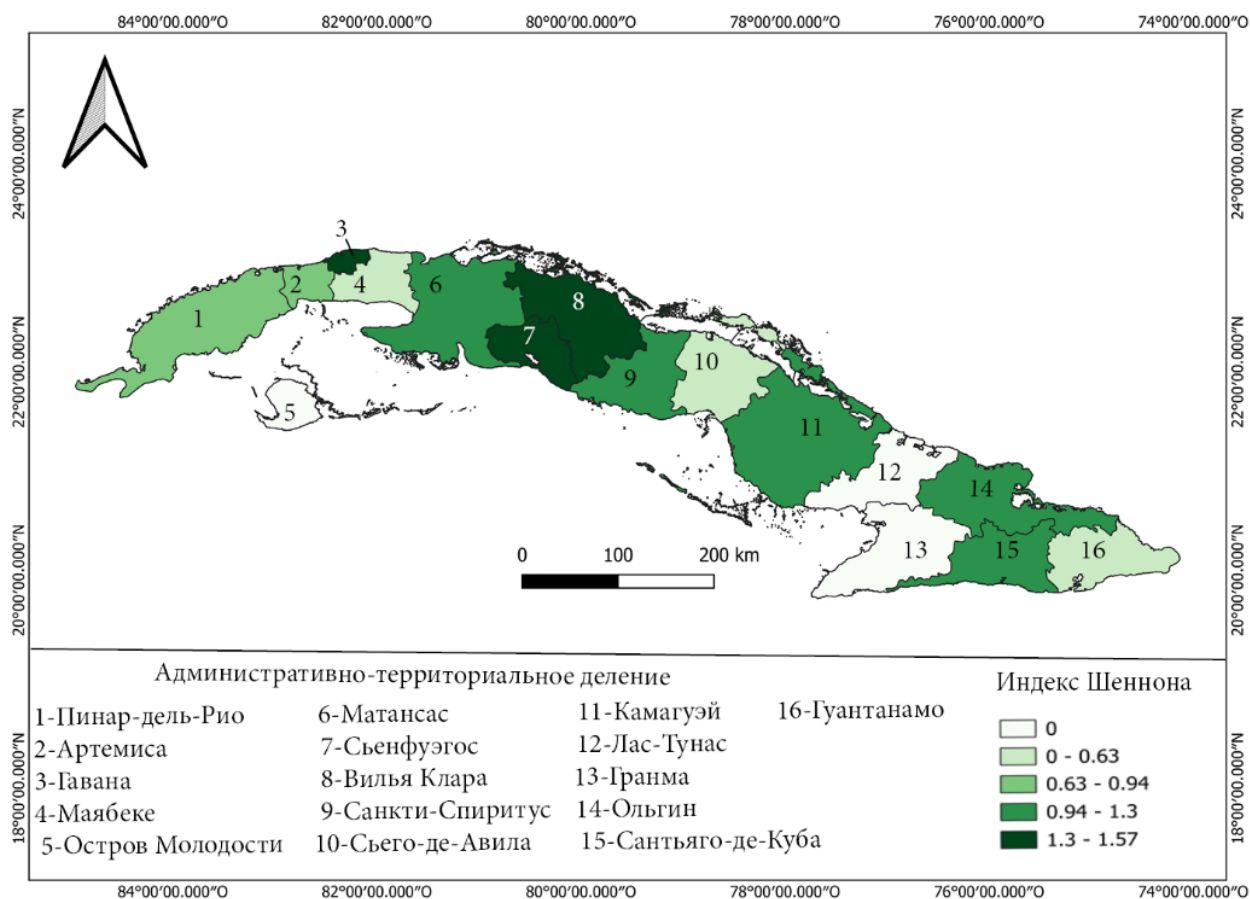 84°00′00.000″O 82°00′00.000″O 80°00′00.000″O 78°00′00.000″O 76°00′00.000″O 74°00′00.000″O
24°00′00.000″N
24°00′00.000″N
22°00′00.000″N
22°00′00.000″N
20°00′00.000″N
20°00′00.000″N
18°00′00.000″N
18°00′00.000″N
3
2
4
6
1
8
7
5
9
10
11
12
14
13
15
16
0 100 200 km
Административно-территориальное деление
1-Пинар-дель-Рио
2-Артемиса
3-Гавана
4-Маябеке
5-Остров Молодости
6-Матансас
7-Сьенфуэгос
8-Вилья Клара
9-Санкти-Спиритус
10-Сьего-де-Авила
11-Камагуэй
12-Лас-Тунас
13-Гранма
14-Ольгин
15-Сантьяго-де-Куба
16-Гуантанамо
Индекс Шеннона
0
0 - 0.63
0.63 - 0.94
0.94 - 1.3
1.3 - 1.57
84°00′00.000″O 82°00′00.000″O 80°00′00.000″O 78°00′00.000″O 76°00′00.000″O 74°00′00.000″O